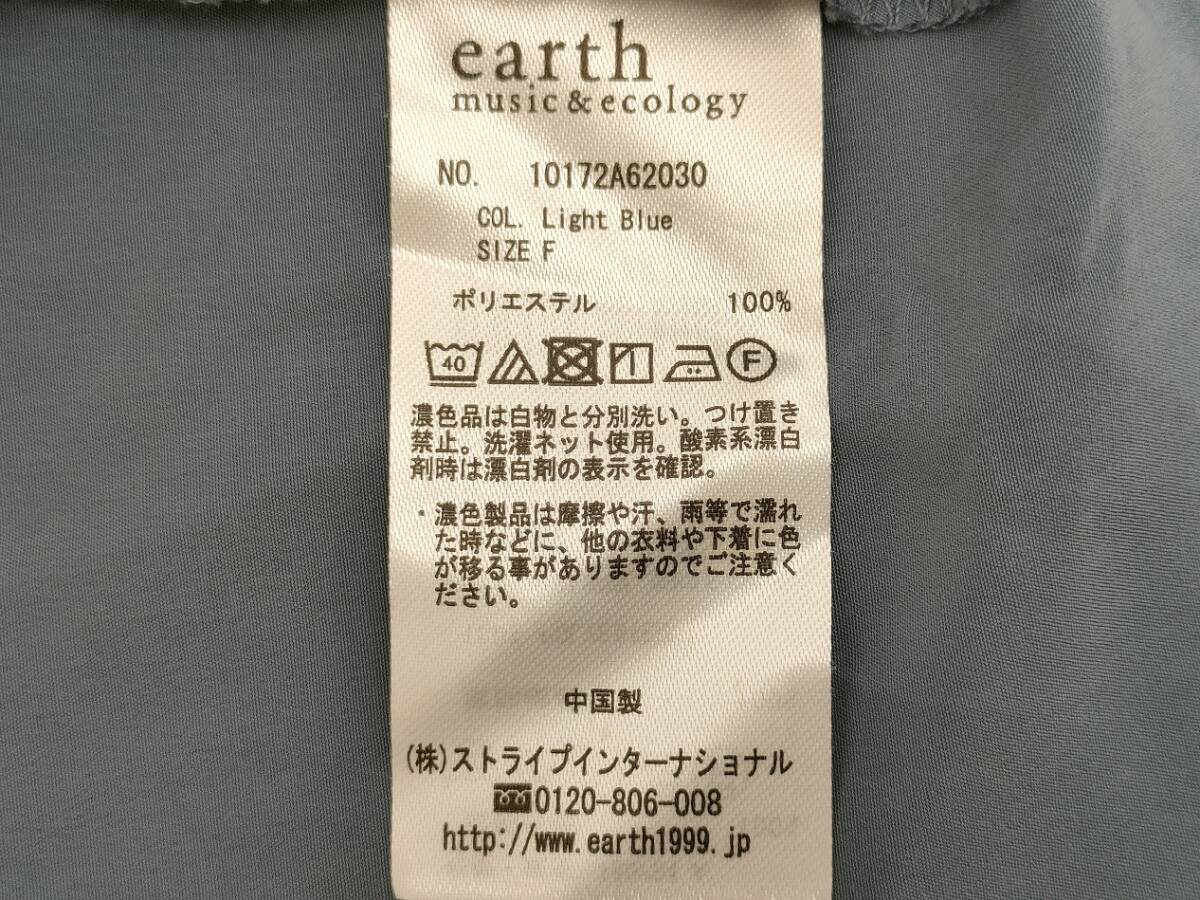 earth
music&ecology
NO. 10172A62030
COL. Light Blue
SIZE F
ポリエステル 100%
40 F
濃色品は白物と分別洗い。つけ置き
禁止。洗濯ネット使用。酸素系漂白
剤時は漂白剤の表示を確認。
・濃色製品は摩擦や汗、雨等で濡れ
た時などに、他の衣料や下着に色
が移る事がありますのでご注意く
ださい。
中国製
(株)ストライプインターナショナル
0120-806-008
http://www.earth1999.jp